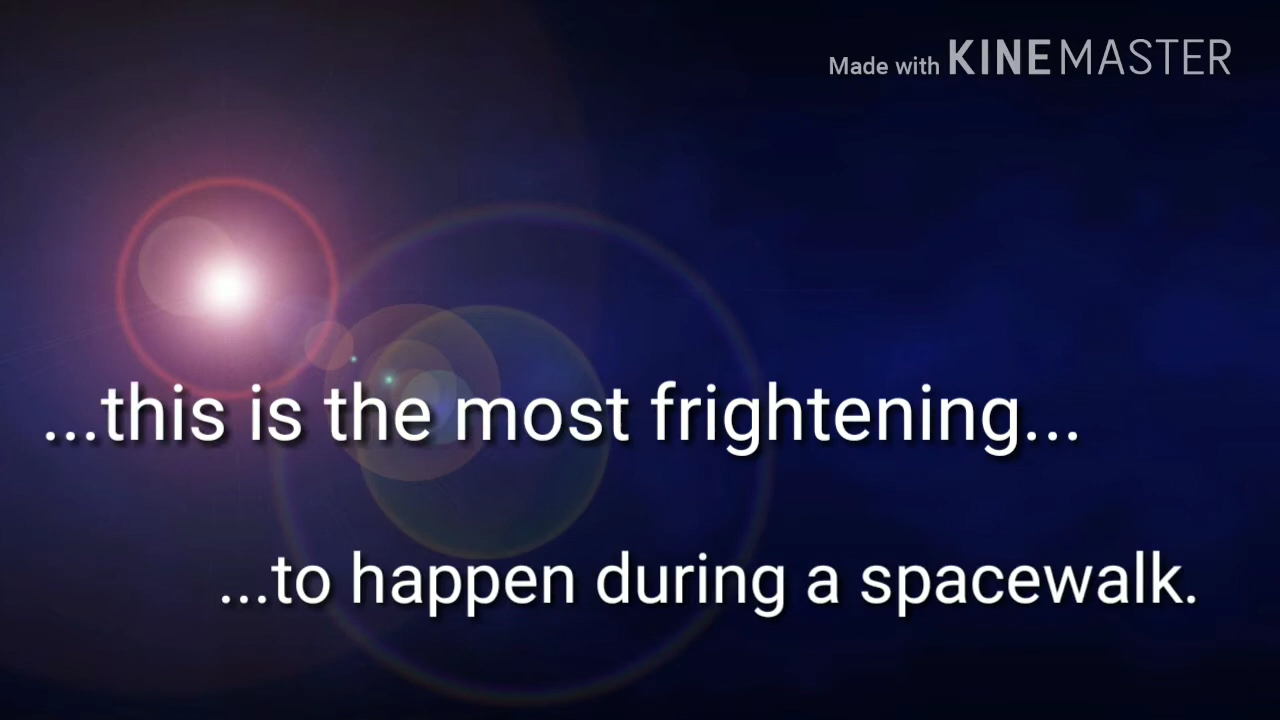 Made with KINEMASTER
...this is the most frightening...
...to happen during a spacewalk.